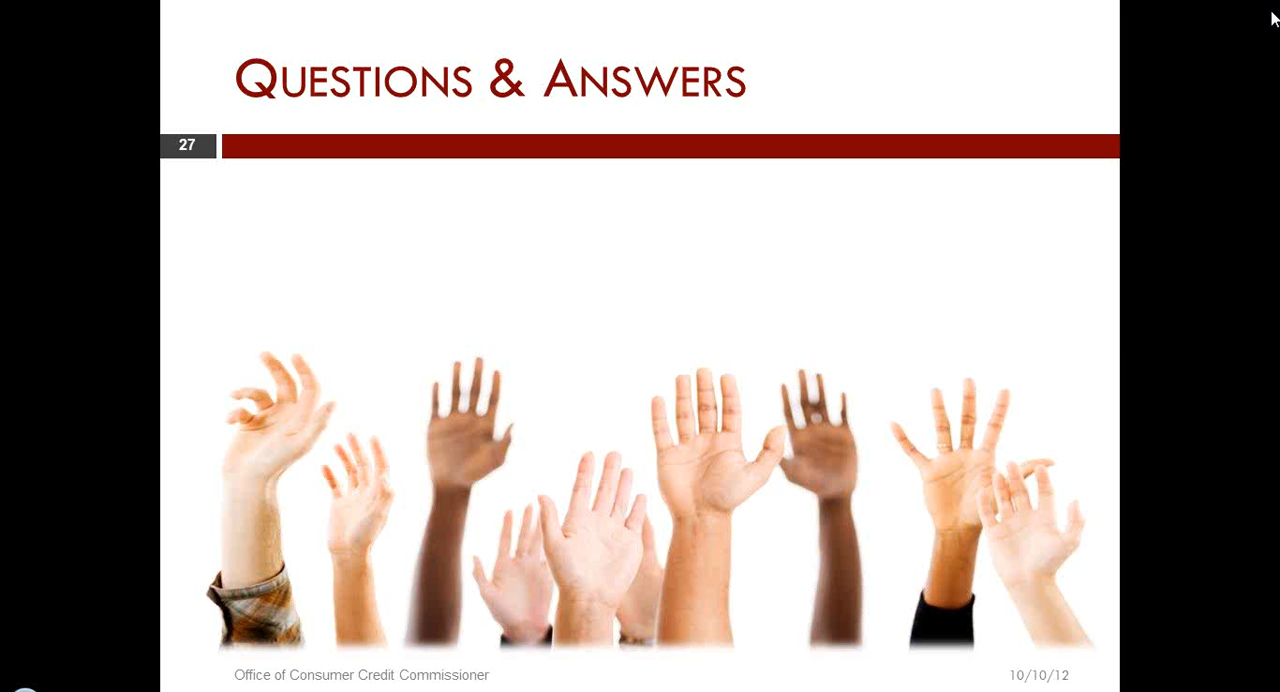 Questions & Answers
27
Office of Consumer Credit Commissioner
10/10/12